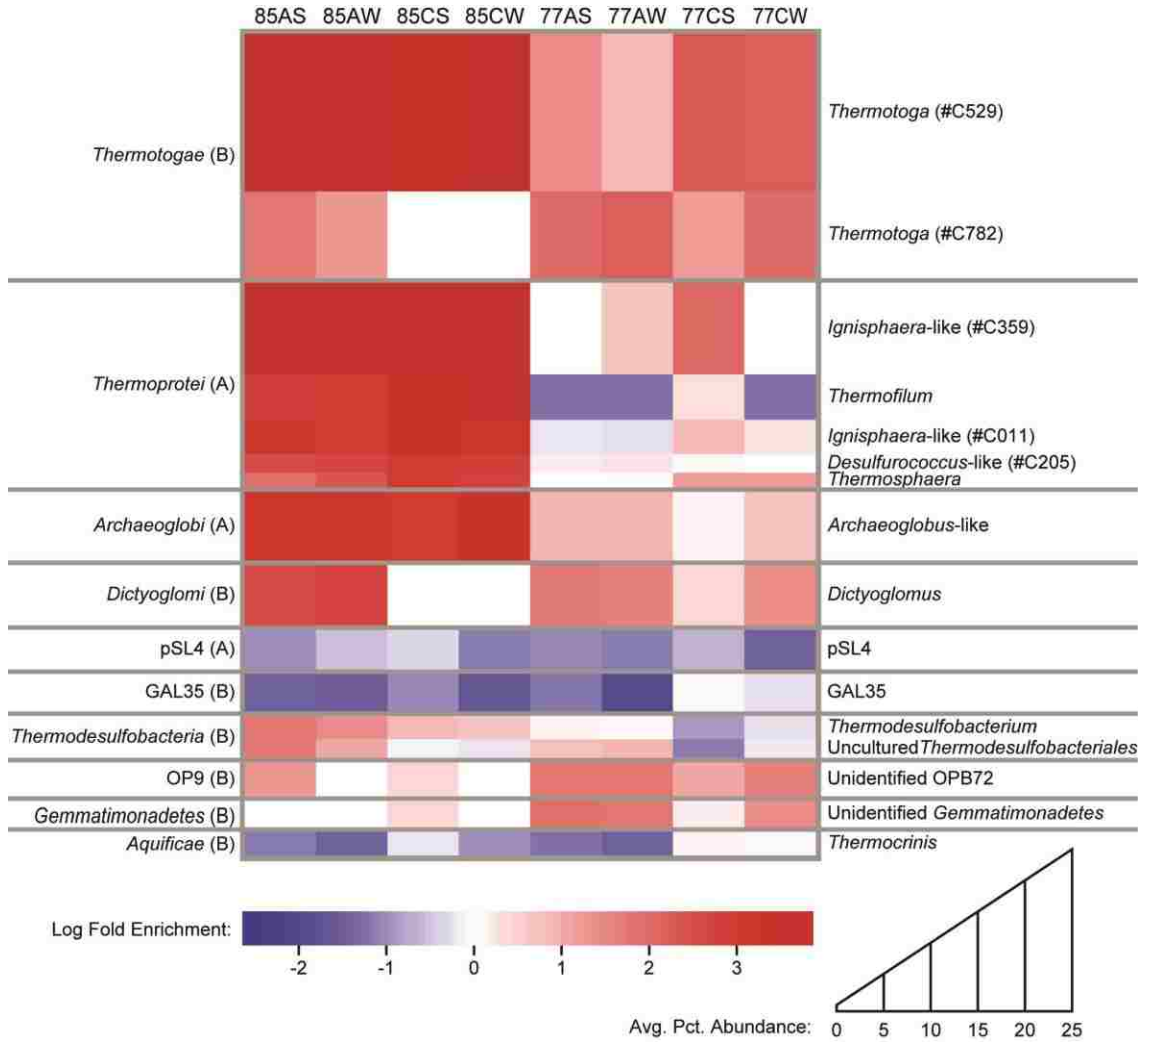 85AS 85AW 85CS 85CW 77AS 77AW 77CS 77CW
Thermotogae (B)
Thermotoga (#C529)
Thermotoga (#C782)
Thermoprotei (A)
Ignisphaera-like (#C359)
Thermofilum
Ignisphaera-like (#C011)
Desulfurococcus-like (#C205)
Thermosphaera
Archaeoglobi (A)
Archaeoglobus-like
Dictyoglomi (B)
Dictyoglomus
pSL4 (A)
pSL4
GAL35 (B)
GAL35
Thermodesulfobacteria (B)
Thermodesulfobacterium
Uncultured Thermodesulfobacteriales
OP9 (B)
Unidentified OPB72
Gemmatimonadetes (B)
Unidentified Gemmatimonadetes
Aquificae (B)
Thermocrinis
Log Fold Enrichment:
-2 -1 0 1 2 3
Avg. Pct. Abundance: 0 5 10 15 20 25